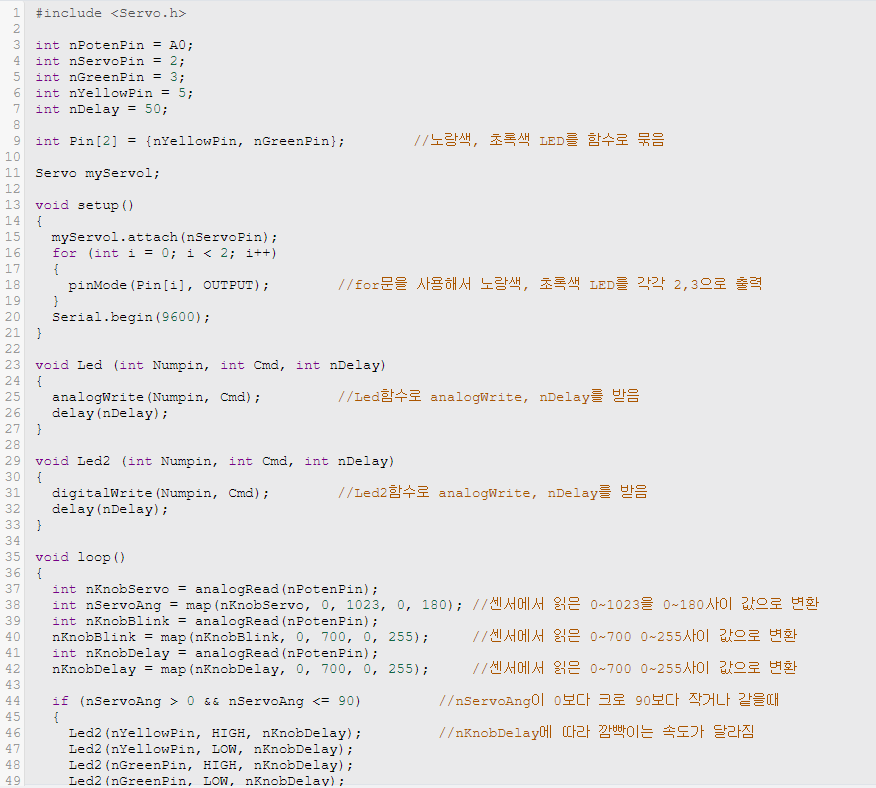 1 #include <Servo.h>
2
3 int nPotenPin = A0;
4 int nServoPin = 2;
5 int nGreenPin = 3;
6 int nYellowPin = 5;
7 int nDelay = 50;
8
9 int Pin[2] = {nYellowPin, nGreenPin}; //노랑색, 초록색 LED를 함수로 묶음
10
11 Servo myServol;
12
13 void setup()
14 {
15 myServol.attach(nServoPin);
16 for (int i = 0; i < 2; i++)
17 {
18 pinMode(Pin[i], OUTPUT); //for문을 사용해서 노랑색, 초록색 LED를 각각 2,3으로 출력
19 }
20 Serial.begin(9600);
21 }
22
23 void Led (int Numpin, int Cmd, int nDelay)
24 {
25 analogWrite(Numpin, Cmd); //Led함수로 analogWrite, nDelay를 받음
26 delay(nDelay);
27 }
28
29 void Led2 (int Numpin, int Cmd, int nDelay)
30 {
31 digitalWrite(Numpin, Cmd); //Led2함수로 analogWrite, nDelay를 받음
32 delay(nDelay);
33 }
34
35 void loop()
36 {
37 int nKnobServo = analogRead(nPotenPin);
38 int nServoAng = map(nKnobServo, 0, 1023, 0, 180); //센서에서 읽은 0~1023을 0~180사이 값으로 변환
39 int nKnobBlink = analogRead(nPotenPin);
40 nKnobBlink = map(nKnobBlink, 0, 700, 0, 255); //센서에서 읽은 0~700 0~255사이 값으로 변환
41 int nKnobDelay = analogRead(nPotenPin);
42 nKnobDelay = map(nKnobDelay, 0, 700, 0, 255); //센서에서 읽은 0~700 0~255사이 값으로 변환
43
44 if (nServoAng > 0 && nServoAng <= 90) //nServoAng이 0보다 크로 90보다 작거나 같을때
45 {
46 Led2(nYellowPin, HIGH, nKnobDelay); //nKnobDelay에 따라 깜빡이는 속도가 달라짐
47 Led2(nYellowPin, LOW, nKnobDelay);
48 Led2(nGreenPin, HIGH, nKnobDelay);
49 Led2(nGreenPin, LOW, nKnobDelay);